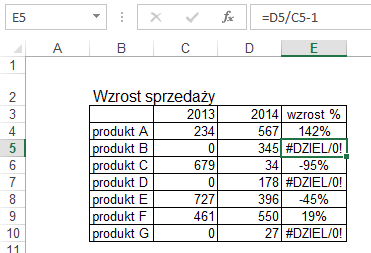 E5 fx =D5/C5-1
A B C D E
1
2 Wzrost sprzedaży
3 2013 2014 wzrost %
4 produkt A 234 567 142%
5 produkt B 0 345 #DZIEL/0!
6 produkt C 679 34 -95%
7 produkt D 0 178 #DZIEL/0!
8 produkt E 727 396 -45%
9 produkt F 461 550 19%
10 produkt G 0 27 #DZIEL/0!
11